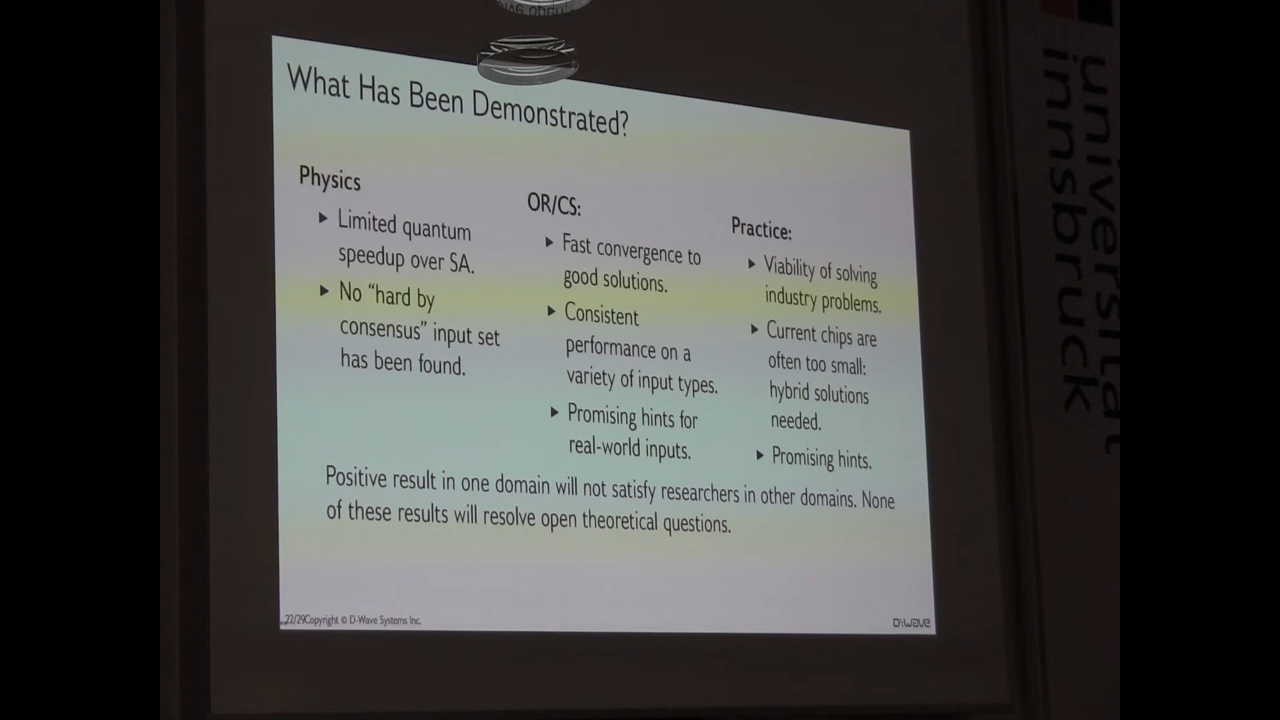 What Has Been Demonstrated?
Physics
Limited quantum
speedup over SA.
No “hard by
consensus” input set
has been found.
OR/CS:
Fast convergence to
good solutions.
Consistent
performance on a
variety of input types.
Promising hints for
real-world inputs.
Practice:
Viability of solving
industry problems.
Current chips are
often too small:
hybrid solutions
needed.
Promising hints.
Positive result in one domain will not satisfy researchers in other domains. None
of these results will resolve open theoretical questions.
22/29Copyright © D-Wave Systems Inc.
D:wave
universität
innsbruck